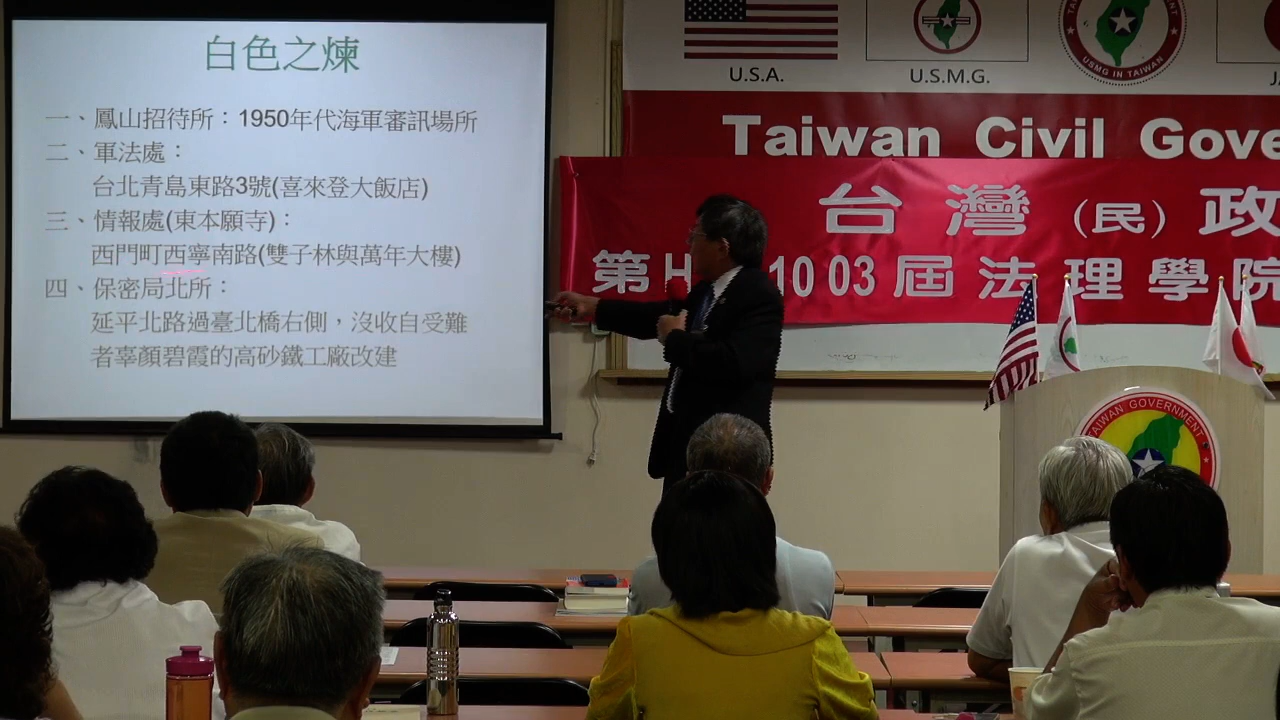 白色之煉
一、鳳山招待所：1950年代海軍審訊場所
二、軍法處：
台北青島東路3號(喜來登大飯店)
三、情報處(東本願寺)：
西門町西寧南路(雙子林與萬年大樓)
四、保密局北所：
延平北路過臺北橋右側，沒收自受難
者辜顏碧霞的高砂鐵工廠改建
U.S.A.
U.S.M.G.
USMG IN TAIWAN
J
Taiwan Civil Gove
台灣（民）政
第H
10 03 屆法理學院
TAIWAN GOVERNMENT